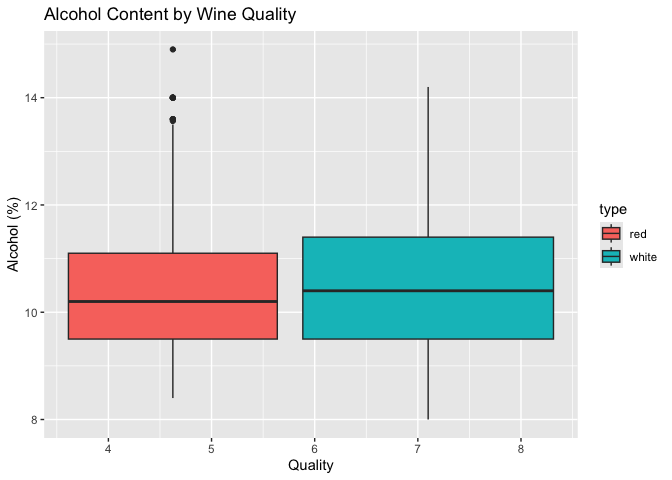 Alcohol Content by Wine Quality
Alcohol (%)
14
12
10
8
4 5 6 7 8
Quality
type
red
white